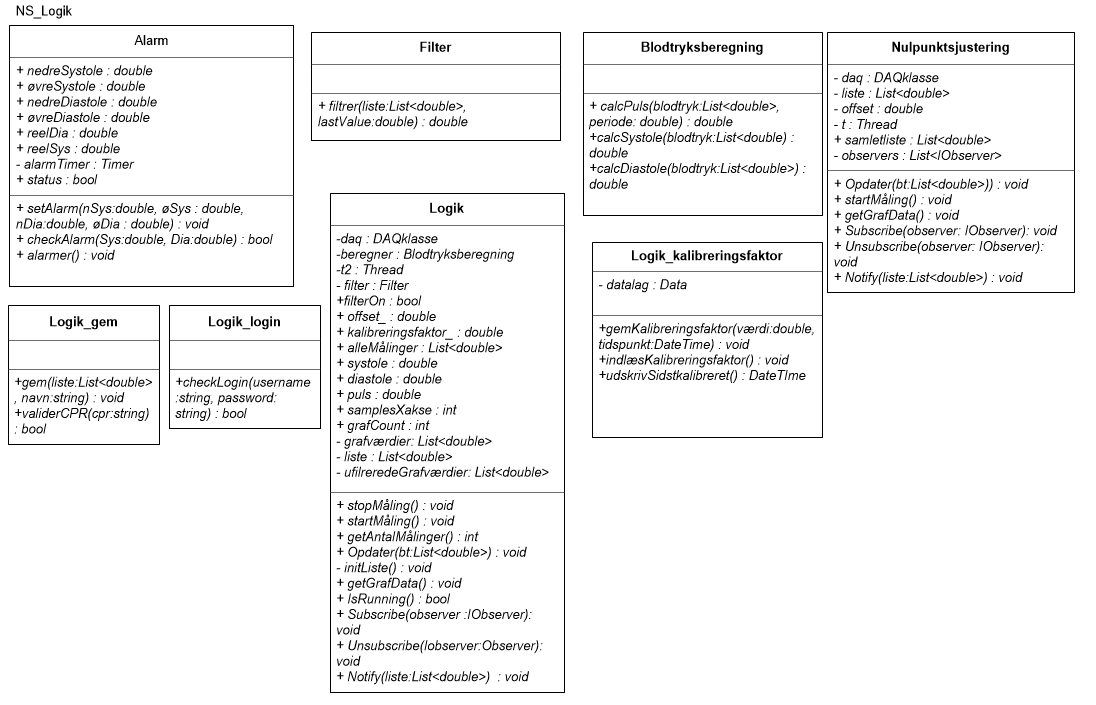 NS_Logik
Alarm
+ nedreSystole : double
+ øvreSystole : double
+ nedreDiastole : double
+ øvreDiastole : double
+ reelDia : double
+ reelSys : double
- alarmTimer : Timer
+ status : bool
+ setAlarm(nSys:double, øSys : double,
nDia:double, øDia : double) : void
+ checkAlarm(Sys:double, Dia:double) : bool
+ alarmer() : void
Filter
+ filtrer(liste:List<double>,
lastValue:double) : double
Blodtryksberegning
+ calcPuls(blodtryk:List<double>,
periode: double) : double
+calcSystole(blodtryk:List<double) :
double
+calcDiastole(blodtryk:List<double>) :
double
Nulpunktsjustering
- daq : DAQklasse
- liste : List<double>
- offset : double
- t : Thread
+ samletliste : List<double>
- observers : List<IObserver>
+ Opdater(bt:List<double>)) : void
+ startMåling() : void
+ getGrafData() : void
+ Subscribe(observer: IObserver): void
+ Unsubscribe(observer: IObserver):
void
+ Notify(liste:List<double>) : void
Logik_gem
+gem(liste:List<double>
, navn:string) : void
+validerCPR(cpr:string)
: bool
Logik_login
+checkLogin(username
:string, password:
string) : bool
Logik
-daq : DAQklasse
-beregner : Blodtryksberegning
-t2 : Thread
- filter : Filter
+filterOn : bool
+ offset_ : double
+ kalibreringsfaktor_ : double
+ alleMålinger : List<double>
+ systole : double
+ diastole : double
+ puls : double
+ samplesXakse : int
+ grafCount : int
- grafværdier: List<double>
- liste : List<double>
- ufilreredeGrafværdier: List<double>
+ stopMåling() : void
+ startMåling() : void
+ getAntalMålinger() : int
+ Opdater(bt:List<double>) : void
- initListe() : void
+ getGrafData() : void
+ IsRunning() : bool
+ Subscribe(observer :IObserver):
void
+ Unsubscribe(Iobserver:Observer):
void
+ Notify(liste:List<double>) : void
Logik_kalibreringsfaktor
- datalag : Data
+gemKalibreringsfaktor(værdi:double,
tidspunkt:DateTime) : void
+indlæsKalibreringsfaktor() : void
+udskrivSidstkalibreret() : DateTIme